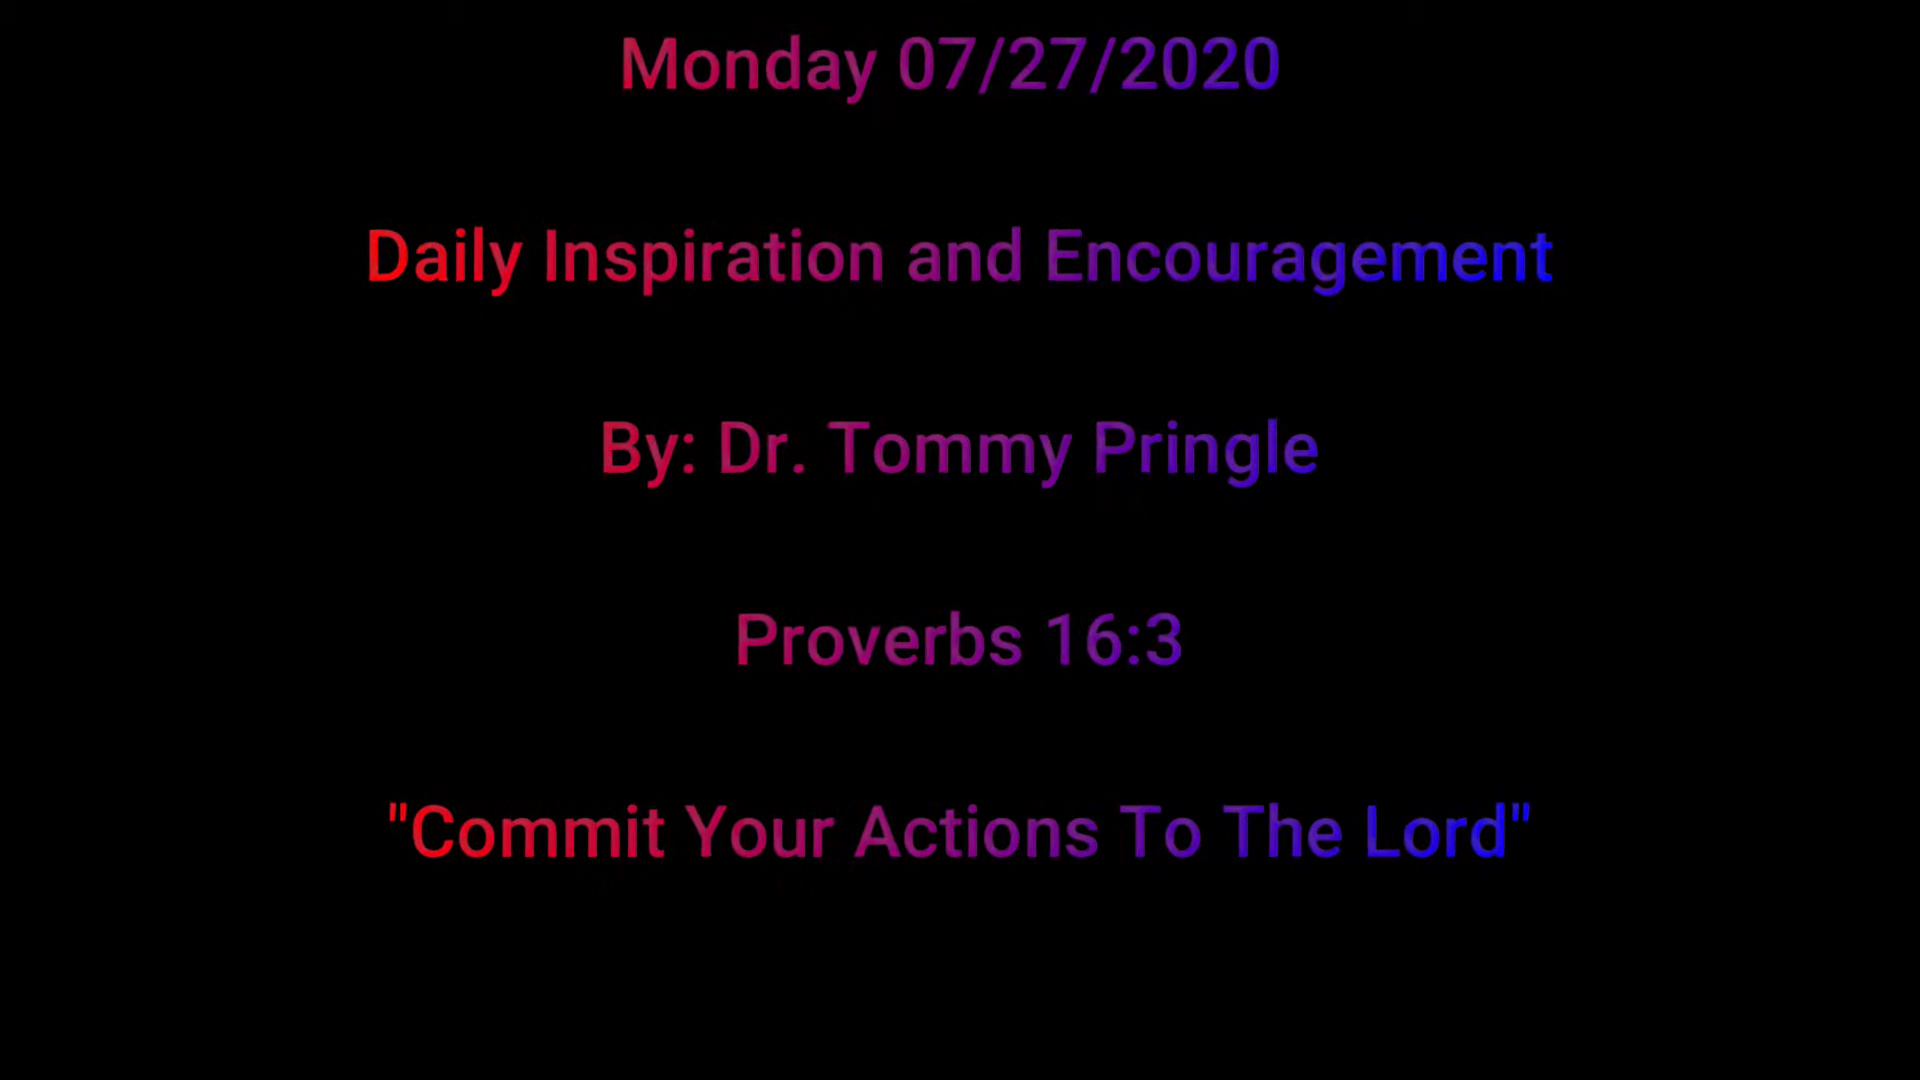 Monday 07/27/2020
Daily Inspiration and Encouragement
By: Dr. Tommy Pringle
Proverbs 16:3
"Commit Your Actions To The Lord"